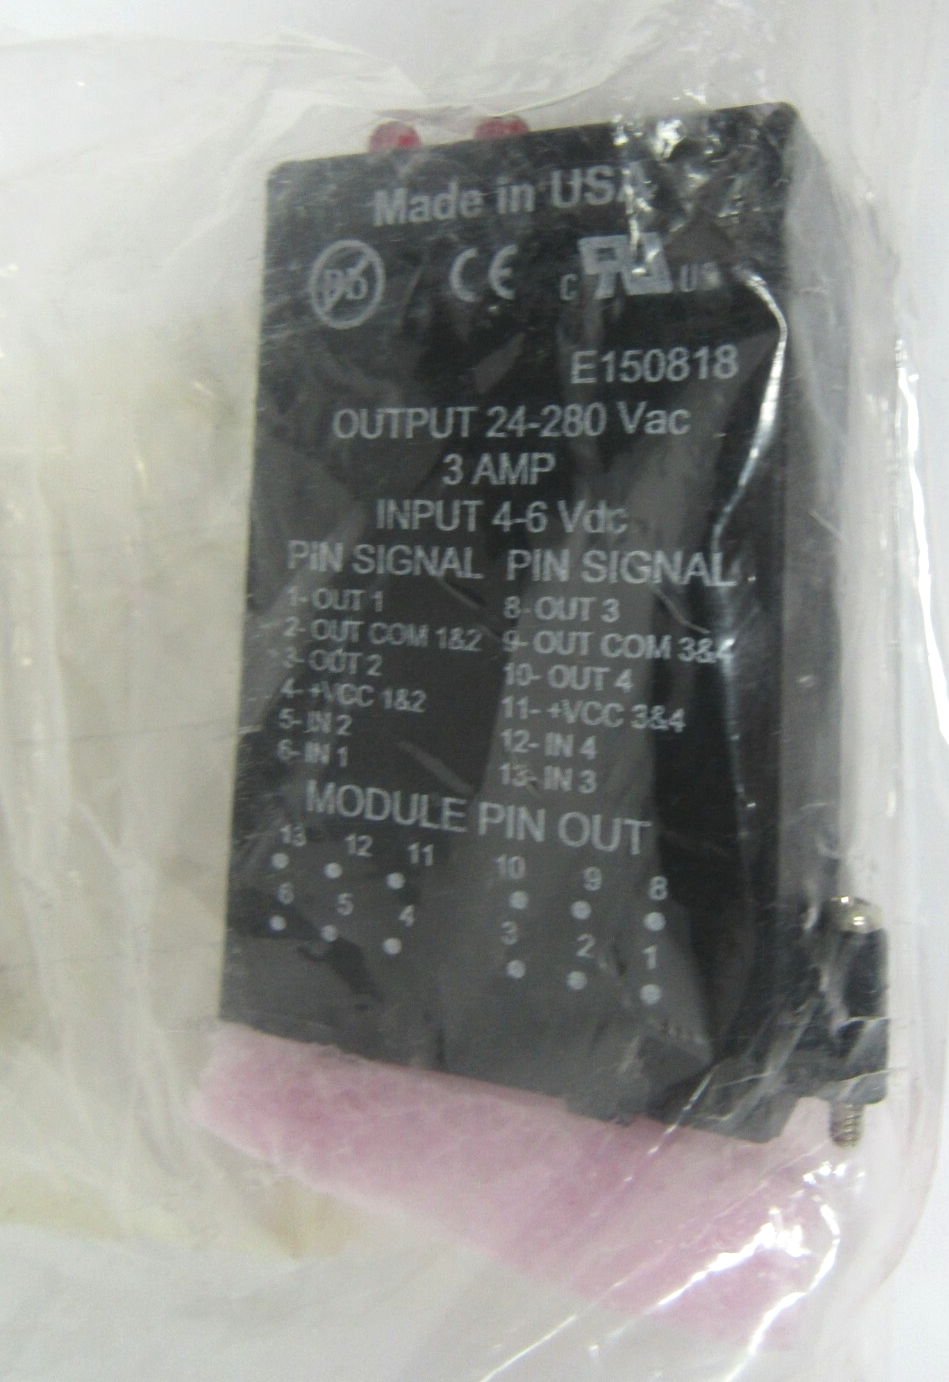 Made in USA
Pb CE C RU US
E150818
OUTPUT 24-280 Vac
3 AMP
INPUT 4-6 Vdc
PIN SIGNAL PIN SIGNAL
1- OUT 1 8- OUT 3
2- OUT COM 1&2 9- OUT COM 3&4
3- OUT 2 10- OUT 4
4- +VCC 1&2 11- +VCC 3&4
5- IN 2 12- IN 4
6- IN 1 13- IN 3
MODULE PIN OUT
13 12 11 10 9 8
6 5 4 3 2 1